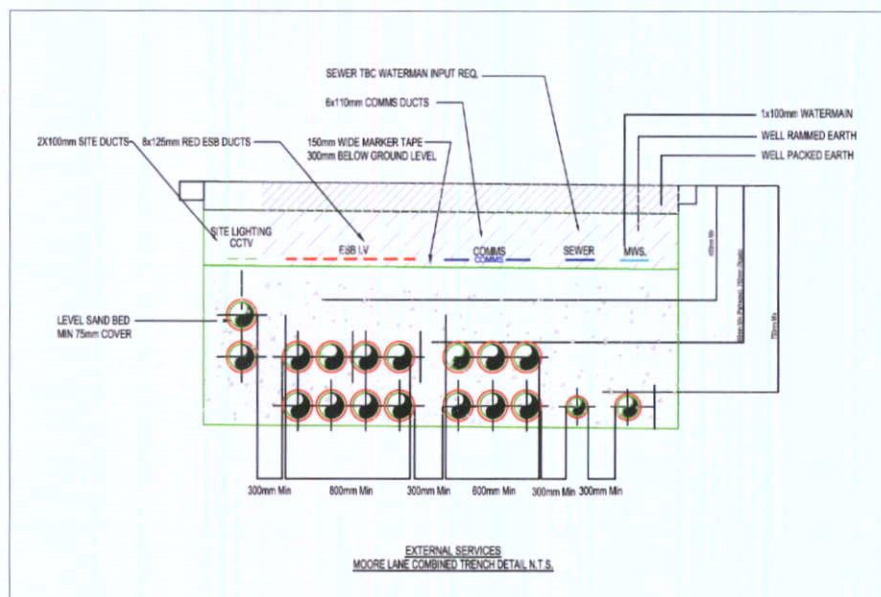 SEWER TBC WATERMAN INPUT REQ.
6x110mm COMMS DUCTS
1x100mm WATERMAIN
2X100mm SITE DUCTS
8x125mm RED ESB DUCTS
150mm WIDE MARKER TAPE
300mm BELOW GROUND LEVEL
WELL RAMMED EARTH
WELL PACKED EARTH
SITE LIGHTING
CCTV
ESB LV
COMMS
COMMS
SEWER
MWS.
LEVEL SAND BED
MIN 75mm COVER
300mm Min
800mm Min
300mm Min
600mm Min
300mm Min
300mm Min
EXTERNAL SERVICES
MOORE LANE COMBINED TRENCH DETAIL N.T.S.